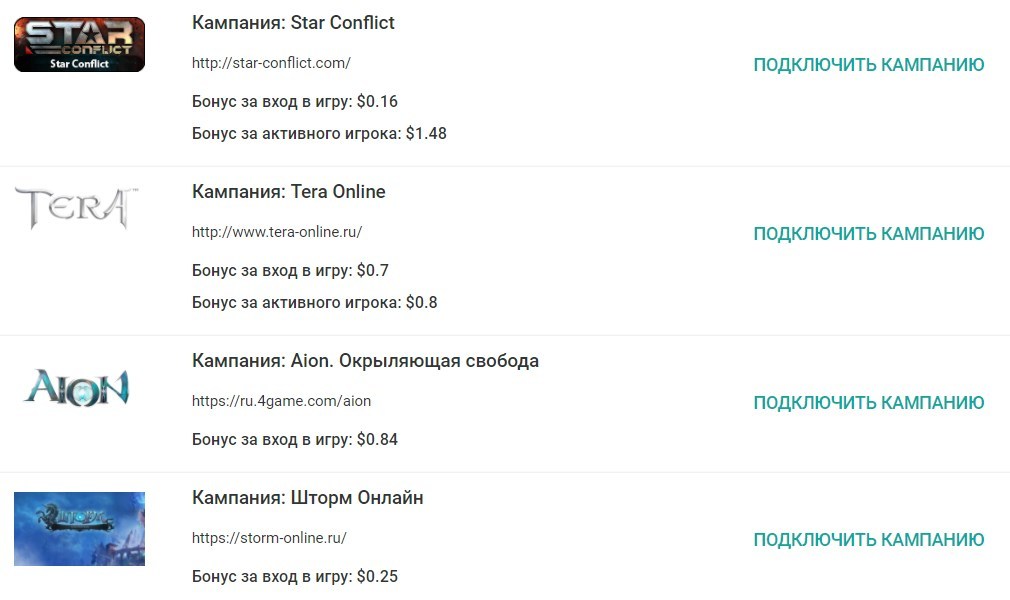 STAR
CONFLICT
Star Conflict
Кампания: Star Conflict
http://star-conflict.com/
Бонус за вход в игру: $0.16
Бонус за активного игрока: $1.48
ПОДКЛЮЧИТЬ КАМПАНИЮ
TERA™
Кампания: Tera Online
http://www.tera-online.ru/
Бонус за вход в игру: $0.7
Бонус за активного игрока: $0.8
ПОДКЛЮЧИТЬ КАМПАНИЮ
AION
Кампания: Aion. Окрыляющая свобода
https://ru.4game.com/aion
Бонус за вход в игру: $0.84
ПОДКЛЮЧИТЬ КАМПАНИЮ
Кампания: Шторм Онлайн
https://storm-online.ru/
Бонус за вход в игру: $0.25
ПОДКЛЮЧИТЬ КАМПАНИЮ